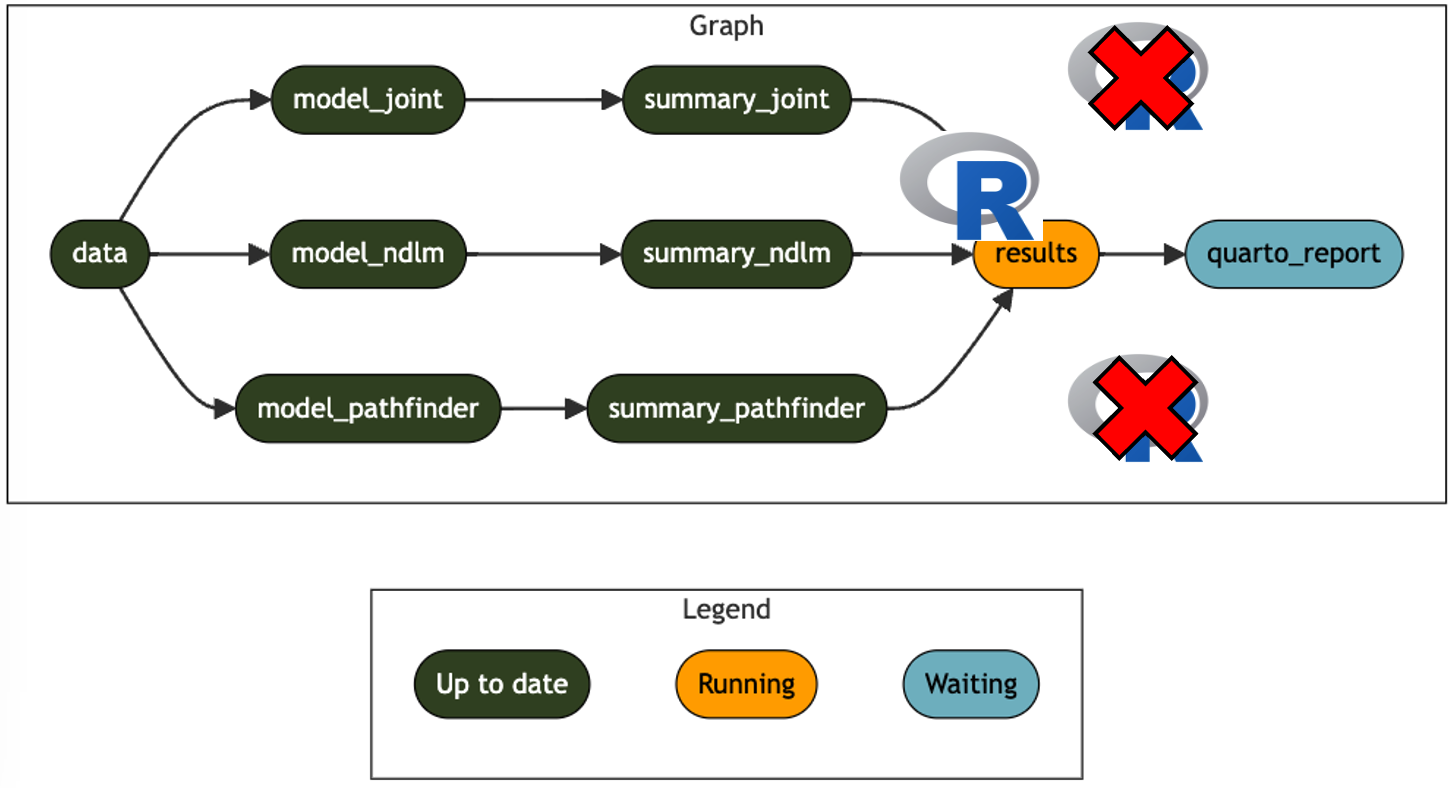 Graph
model_joint
summary_joint
R
R
data
model_ndlm
summary_ndlm
results
quarto_report
model_pathfinder
summary_pathfinder
R
Legend
Up to date
Running
Waiting